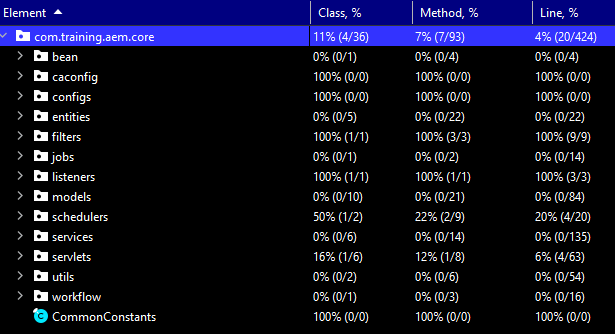 Element Class, % Method, % Line, %
com.training.aem.core 11% (4/36) 7% (7/93) 4% (20/424)
bean 0% (0/1) 0% (0/4) 0% (0/4)
caconfig 100% (0/0) 100% (0/0) 100% (0/0)
configs 100% (0/0) 100% (0/0) 100% (0/0)
entities 0% (0/5) 0% (0/22) 0% (0/22)
filters 100% (1/1) 100% (3/3) 100% (9/9)
jobs 0% (0/1) 0% (0/2) 0% (0/14)
listeners 100% (1/1) 100% (1/1) 100% (3/3)
models 0% (0/10) 0% (0/21) 0% (0/84)
schedulers 50% (1/2) 22% (2/9) 20% (4/20)
services 0% (0/6) 0% (0/14) 0% (0/135)
servlets 16% (1/6) 12% (1/8) 6% (4/63)
utils 0% (0/2) 0% (0/6) 0% (0/54)
workflow 0% (0/1) 0% (0/3) 0% (0/16)
CommonConstants 100% (0/0) 100% (0/0) 100% (0/0)